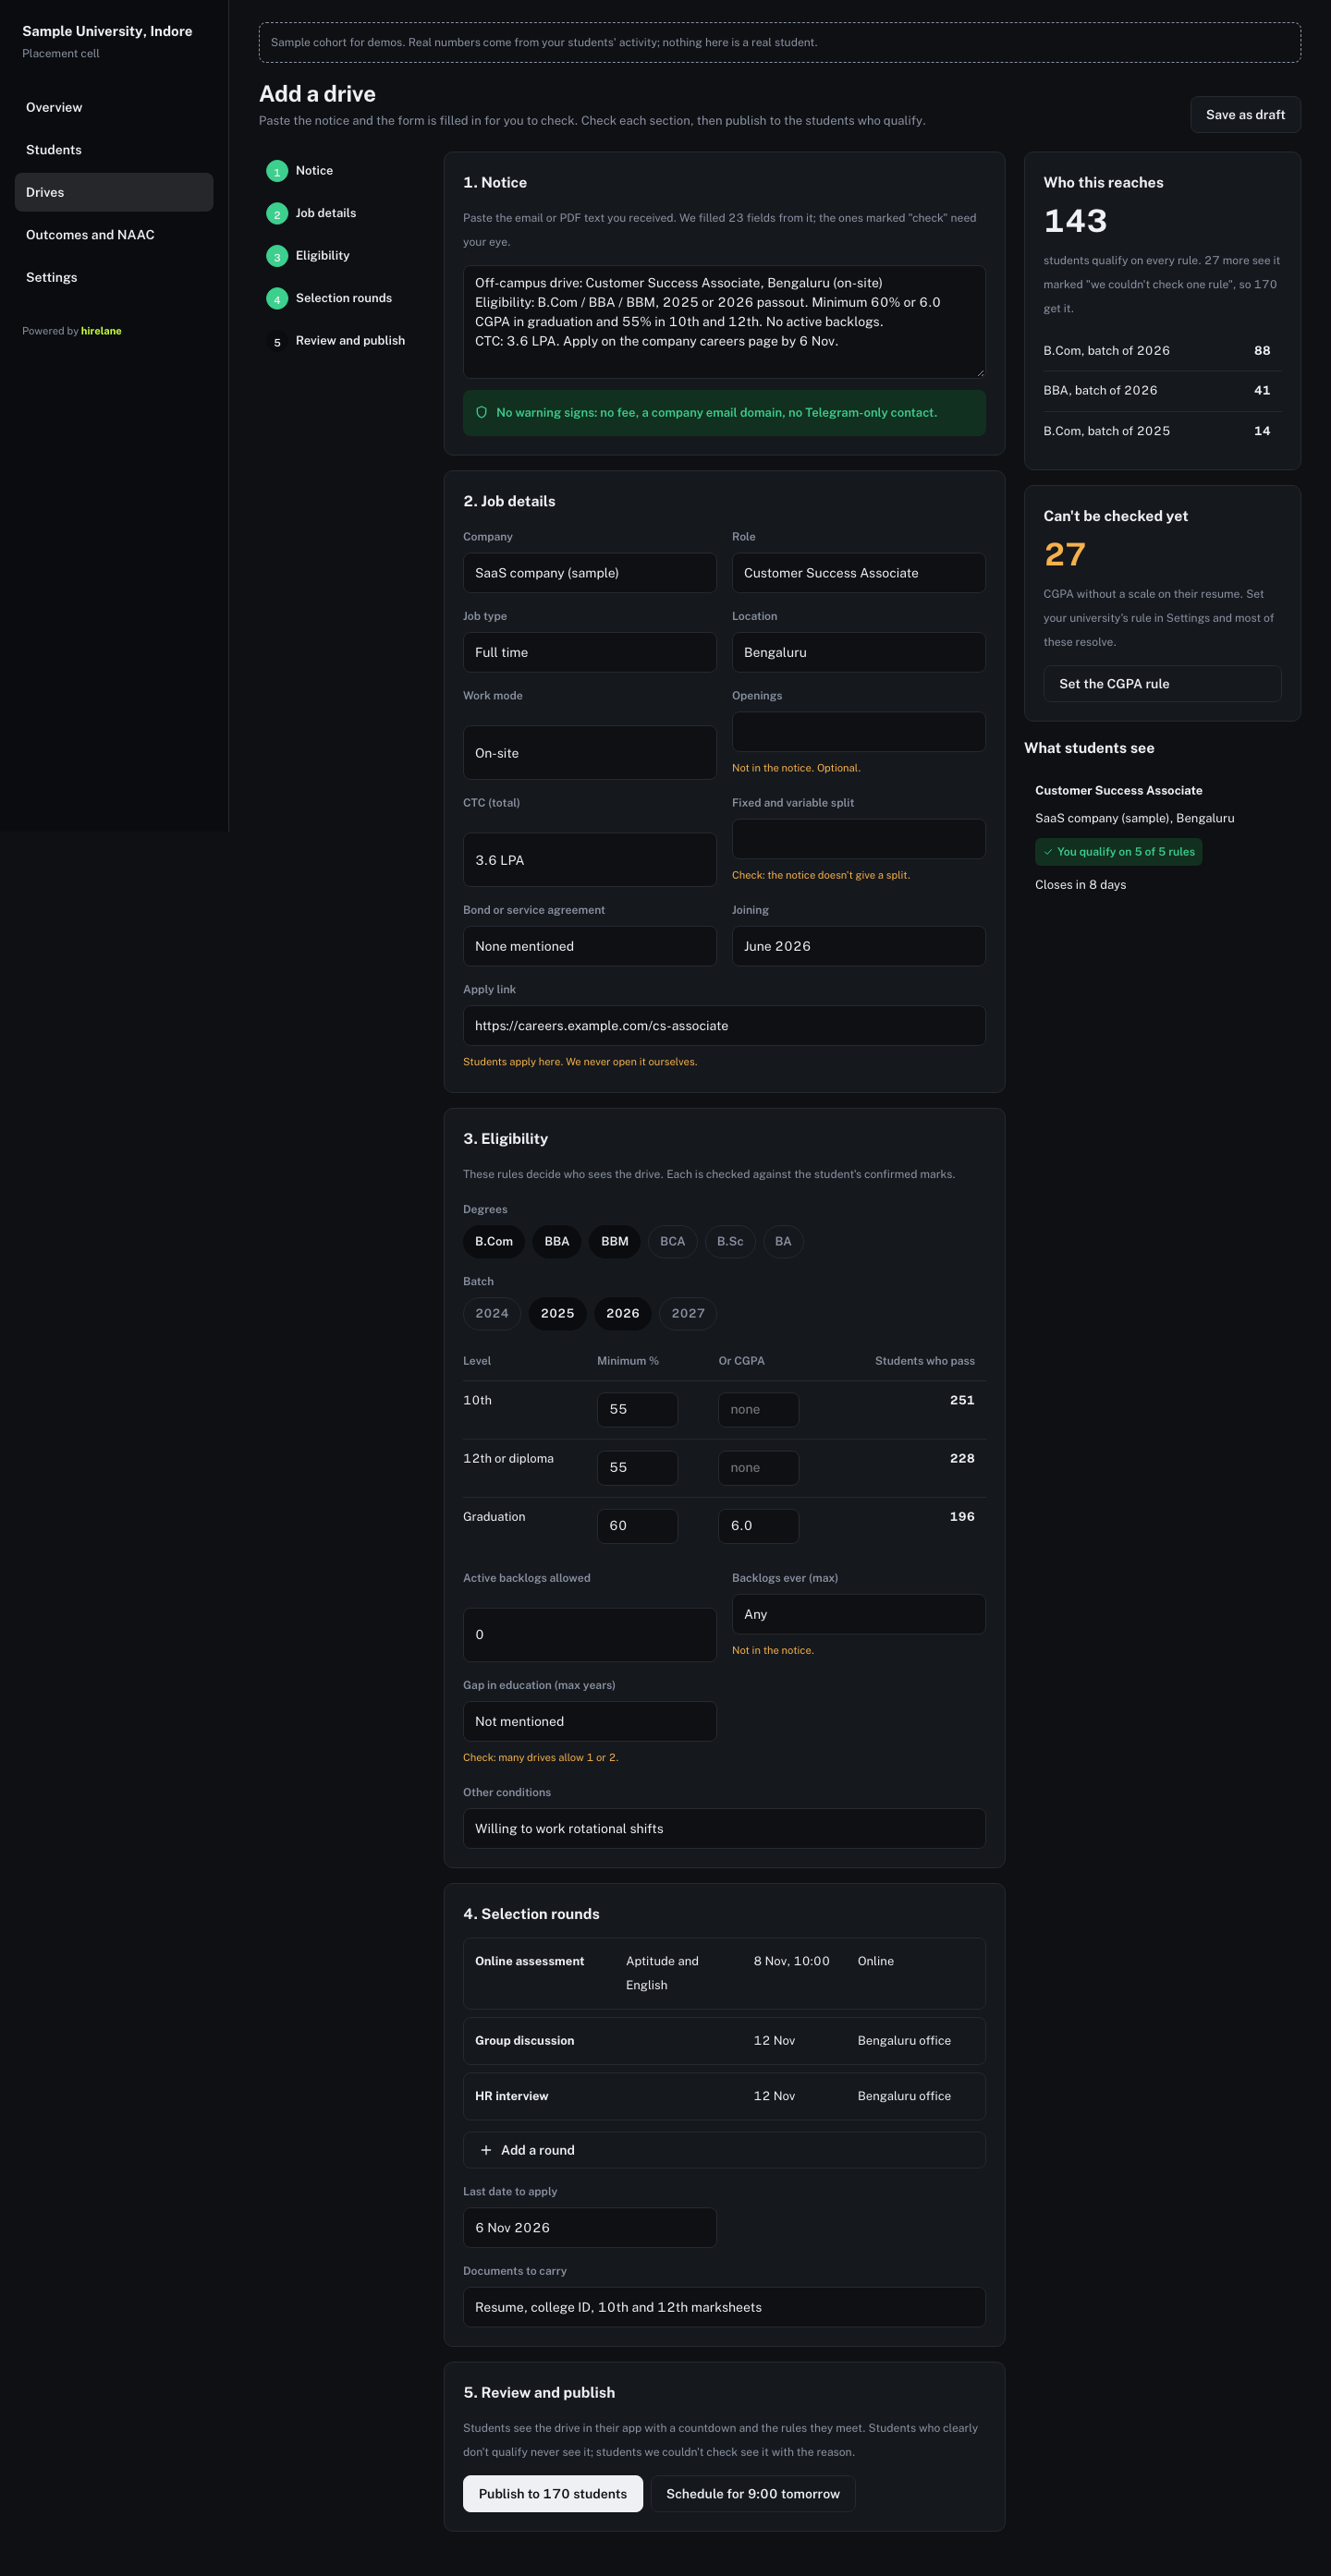 Sample University, Indore
Placement cell
Overview
Students
Drives
Outcomes and NAAC
Settings
Powered by hirelane
Sample cohort for demos. Real numbers come from your students' activity; nothing here is a real student.
Add a drive
Paste the notice and the form is filled in for you to check. Check each section, then publish to the students who qualify.
Save as draft
1 Notice
2 Job details
3 Eligibility
4 Selection rounds
5 Review and publish
1. Notice
Paste the email or PDF text you received. We filled 23 fields from it; the ones marked "check" need
your eye.
Off-campus drive: Customer Success Associate, Bengaluru (on-site)
Eligibility: B.Com / BBA / BBM, 2025 or 2026 passout. Minimum 60% or 6.0
CGPA in graduation and 55% in 10th and 12th. No active backlogs.
CTC: 3.6 LPA. Apply on the company careers page by 6 Nov.
No warning signs: no fee, a company email domain, no Telegram-only contact.
2. Job details
Company
Role
SaaS company (sample)
Customer Success Associate
Job type
Location
Full time
Bengaluru
Work mode
Openings
On-site
Not in the notice. Optional.
CTC (total)
Fixed and variable split
3.6 LPA
Check: the notice doesn't give a split.
Bond or service agreement
Joining
None mentioned
June 2026
Apply link
https://careers.example.com/cs-associate
Students apply here. We never open it ourselves.
3. Eligibility
These rules decide who sees the drive. Each is checked against the student's confirmed marks.
Degrees
B.Com BBA BBM BCA B.Sc BA
Batch
2024 2025 2026 2027
Level Minimum % Or CGPA Students who pass
10th 55 none 251
12th or diploma 55 none 228
Graduation 60 6.0 196
Active backlogs allowed
Backlogs ever (max)
0
Any
Not in the notice.
Gap in education (max years)
Not mentioned
Check: many drives allow 1 or 2.
Other conditions
Willing to work rotational shifts
4. Selection rounds
Online assessment Aptitude and 8 Nov, 10:00 Online
English
Group discussion 12 Nov Bengaluru office
HR interview 12 Nov Bengaluru office
Add a round
Last date to apply
6 Nov 2026
Documents to carry
Resume, college ID, 10th and 12th marksheets
5. Review and publish
Students see the drive in their app with a countdown and the rules they meet. Students who clearly
don't qualify never see it; students we couldn't check see it with the reason.
Publish to 170 students
Schedule for 9:00 tomorrow
Who this reaches
143
students qualify on every rule. 27 more see it
marked "we couldn't check one rule", so 170
get it.
B.Com, batch of 2026 88
BBA, batch of 2026 41
B.Com, batch of 2025 14
Can't be checked yet
27
CGPA without a scale on their resume. Set
your university's rule in Settings and most of
these resolve.
Set the CGPA rule
What students see
Customer Success Associate
SaaS company (sample), Bengaluru
You qualify on 5 of 5 rules
Closes in 8 days